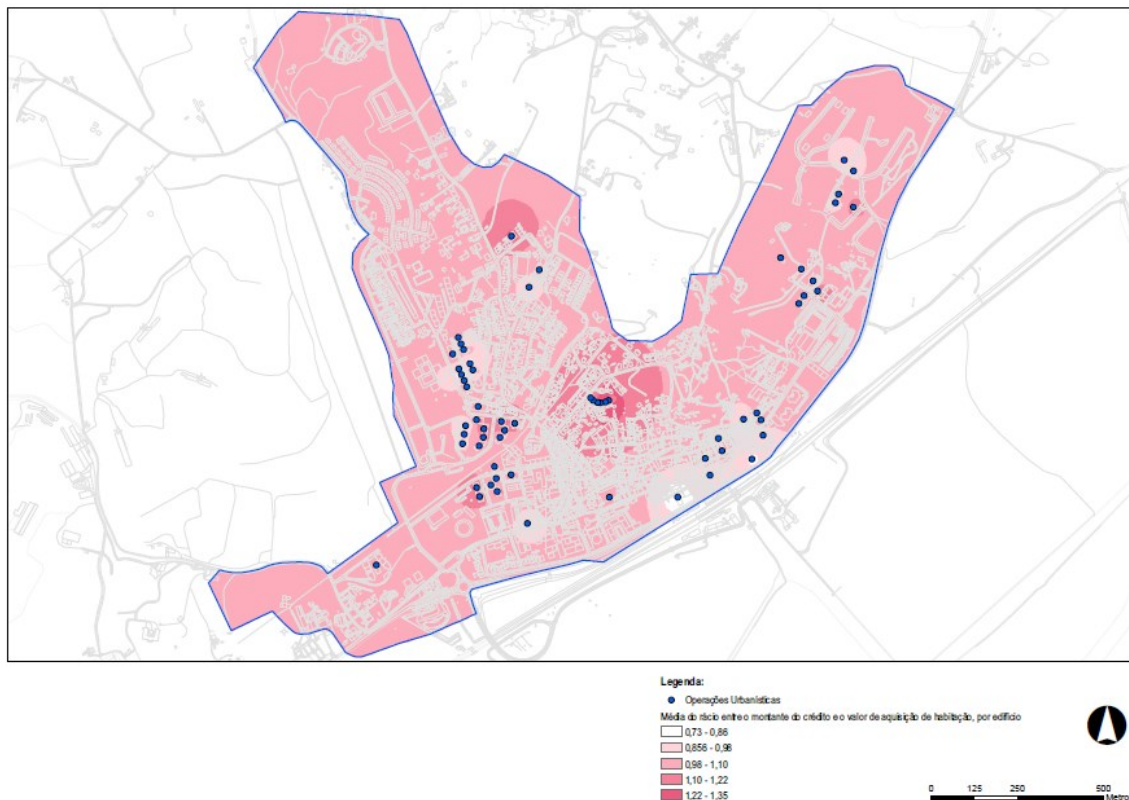 Legenda:
Operações Urbanísticas
Média do rácio entre o montante do crédito e o valor de aquisição de habitação, por edifício
0,73 - 0,86
0,856 - 0,98
0,98 - 1,10
1,10 - 1,22
1,22 - 1,35
0 125 250 500
Metros